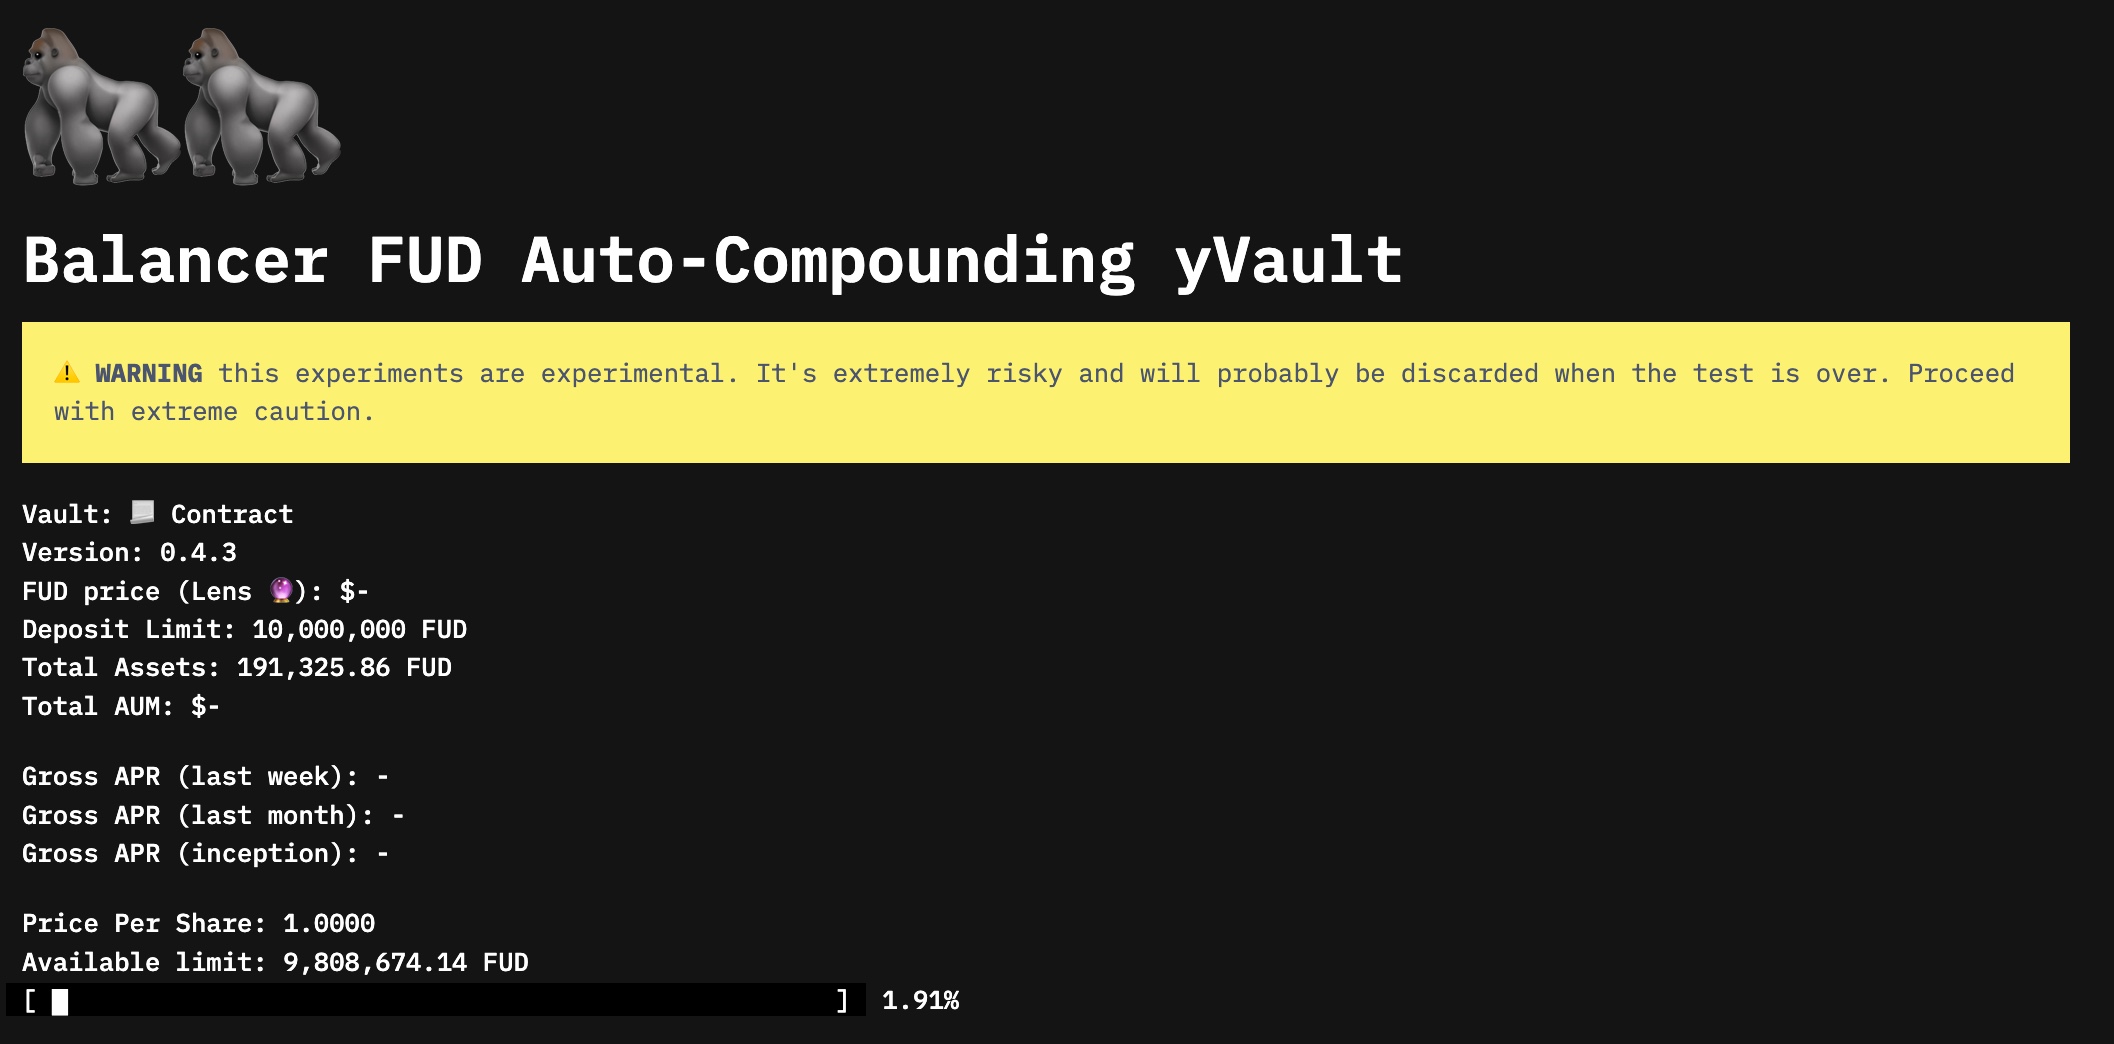 Balancer FUD Auto-Compounding yVault
⚠️ WARNING this experiments are experimental. It's extremely risky and will probably be discarded when the test is over. Proceed
with extreme caution.
Vault: 📃 Contract
Version: 0.4.3
FUD price (Lens 🔮): $-
Deposit Limit: 10,000,000 FUD
Total Assets: 191,325.86 FUD
Total AUM: $-
Gross APR (last week): -
Gross APR (last month): -
Gross APR (inception): -
Price Per Share: 1.0000
Available limit: 9,808,674.14 FUD
[ █ ] 1.91%